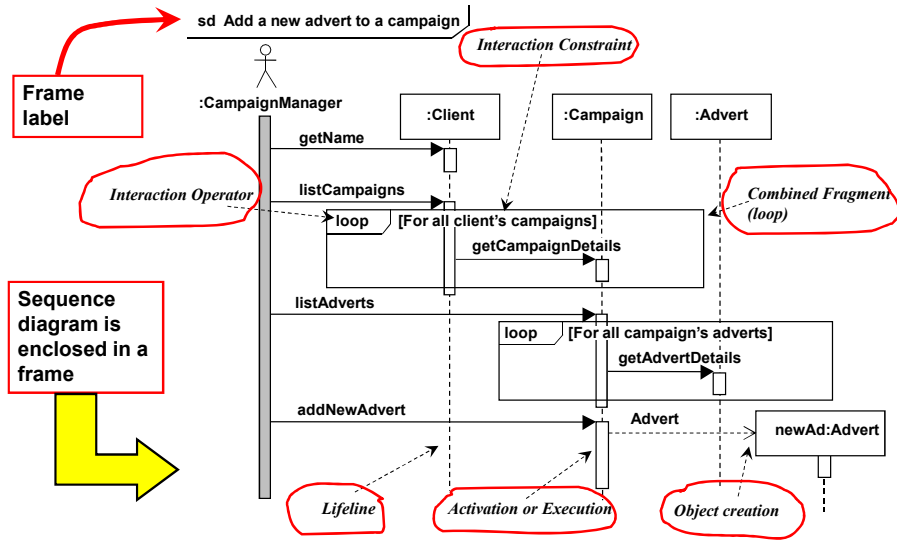 sd Add a new advert to a campaign
Interaction Constraint
Frame
label
:CampaignManager
:Client
:Campaign
:Advert
getName
Interaction Operator
listCampaigns
Combined Fragment
(loop)
loop
[For all client's campaigns]
getCampaignDetails
Sequence
diagram is
enclosed in a
frame
listAdverts
loop
[For all campaign's adverts]
getAdvertDetails
addNewAdvert
Advert
newAd:Advert
Lifeline
Activation or Execution
Object creation